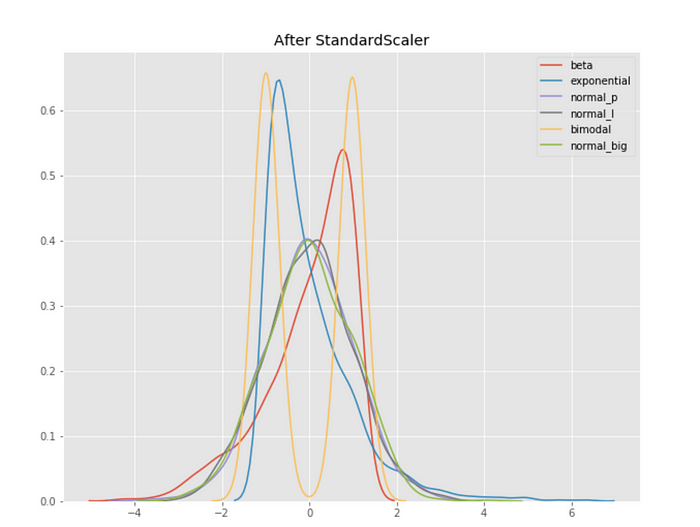 After StandardScaler
beta
exponential
normal_p
normal_l
bimodal
normal_big
0.6
0.5
0.4
0.3
0.2
0.1
0.0
−4
−2
0
2
4
6